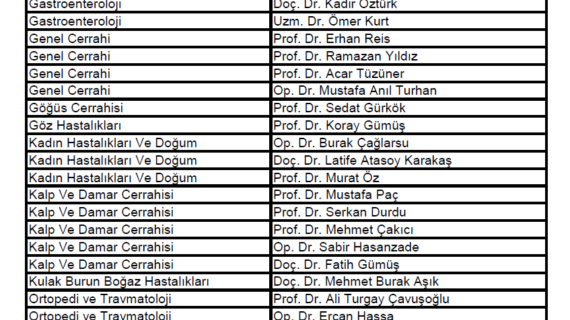 Gastroenteroloji Doç. Dr. Kadir Öztürk
Gastroenteroloji Uzm. Dr. Ömer Kurt
Genel Cerrahi Prof. Dr. Erhan Reis
Genel Cerrahi Prof. Dr. Ramazan Yıldız
Genel Cerrahi Prof. Dr. Acar Tüzüner
Genel Cerrahi Op. Dr. Mustafa Anıl Turhan
Göğüs Cerrahisi Prof. Dr. Sedat Gürkök
Göz Hastalıkları Prof. Dr. Koray Gümüş
Kadın Hastalıkları Ve Doğum Op. Dr. Burak Çağlarsu
Kadın Hastalıkları Ve Doğum Doç. Dr. Latife Atasoy Karakaş
Kadın Hastalıkları Ve Doğum Prof. Dr. Murat Öz
Kalp Ve Damar Cerrahisi Prof. Dr. Mustafa Paç
Kalp Ve Damar Cerrahisi Prof. Dr. Serkan Durdu
Kalp Ve Damar Cerrahisi Prof. Dr. Mehmet Çakıcı
Kalp Ve Damar Cerrahisi Op. Dr. Sabir Hasanzade
Kalp Ve Damar Cerrahisi Doç. Dr. Fatih Gümüş
Kulak Burun Boğaz Hastalıkları Doç. Dr. Mehmet Burak Aşık
Ortopedi ve Travmatoloji Prof. Dr. Ali Turgay Çavuşoğlu
Ortopedi ve Travmatoloji Op. Dr. Ercan Hassa